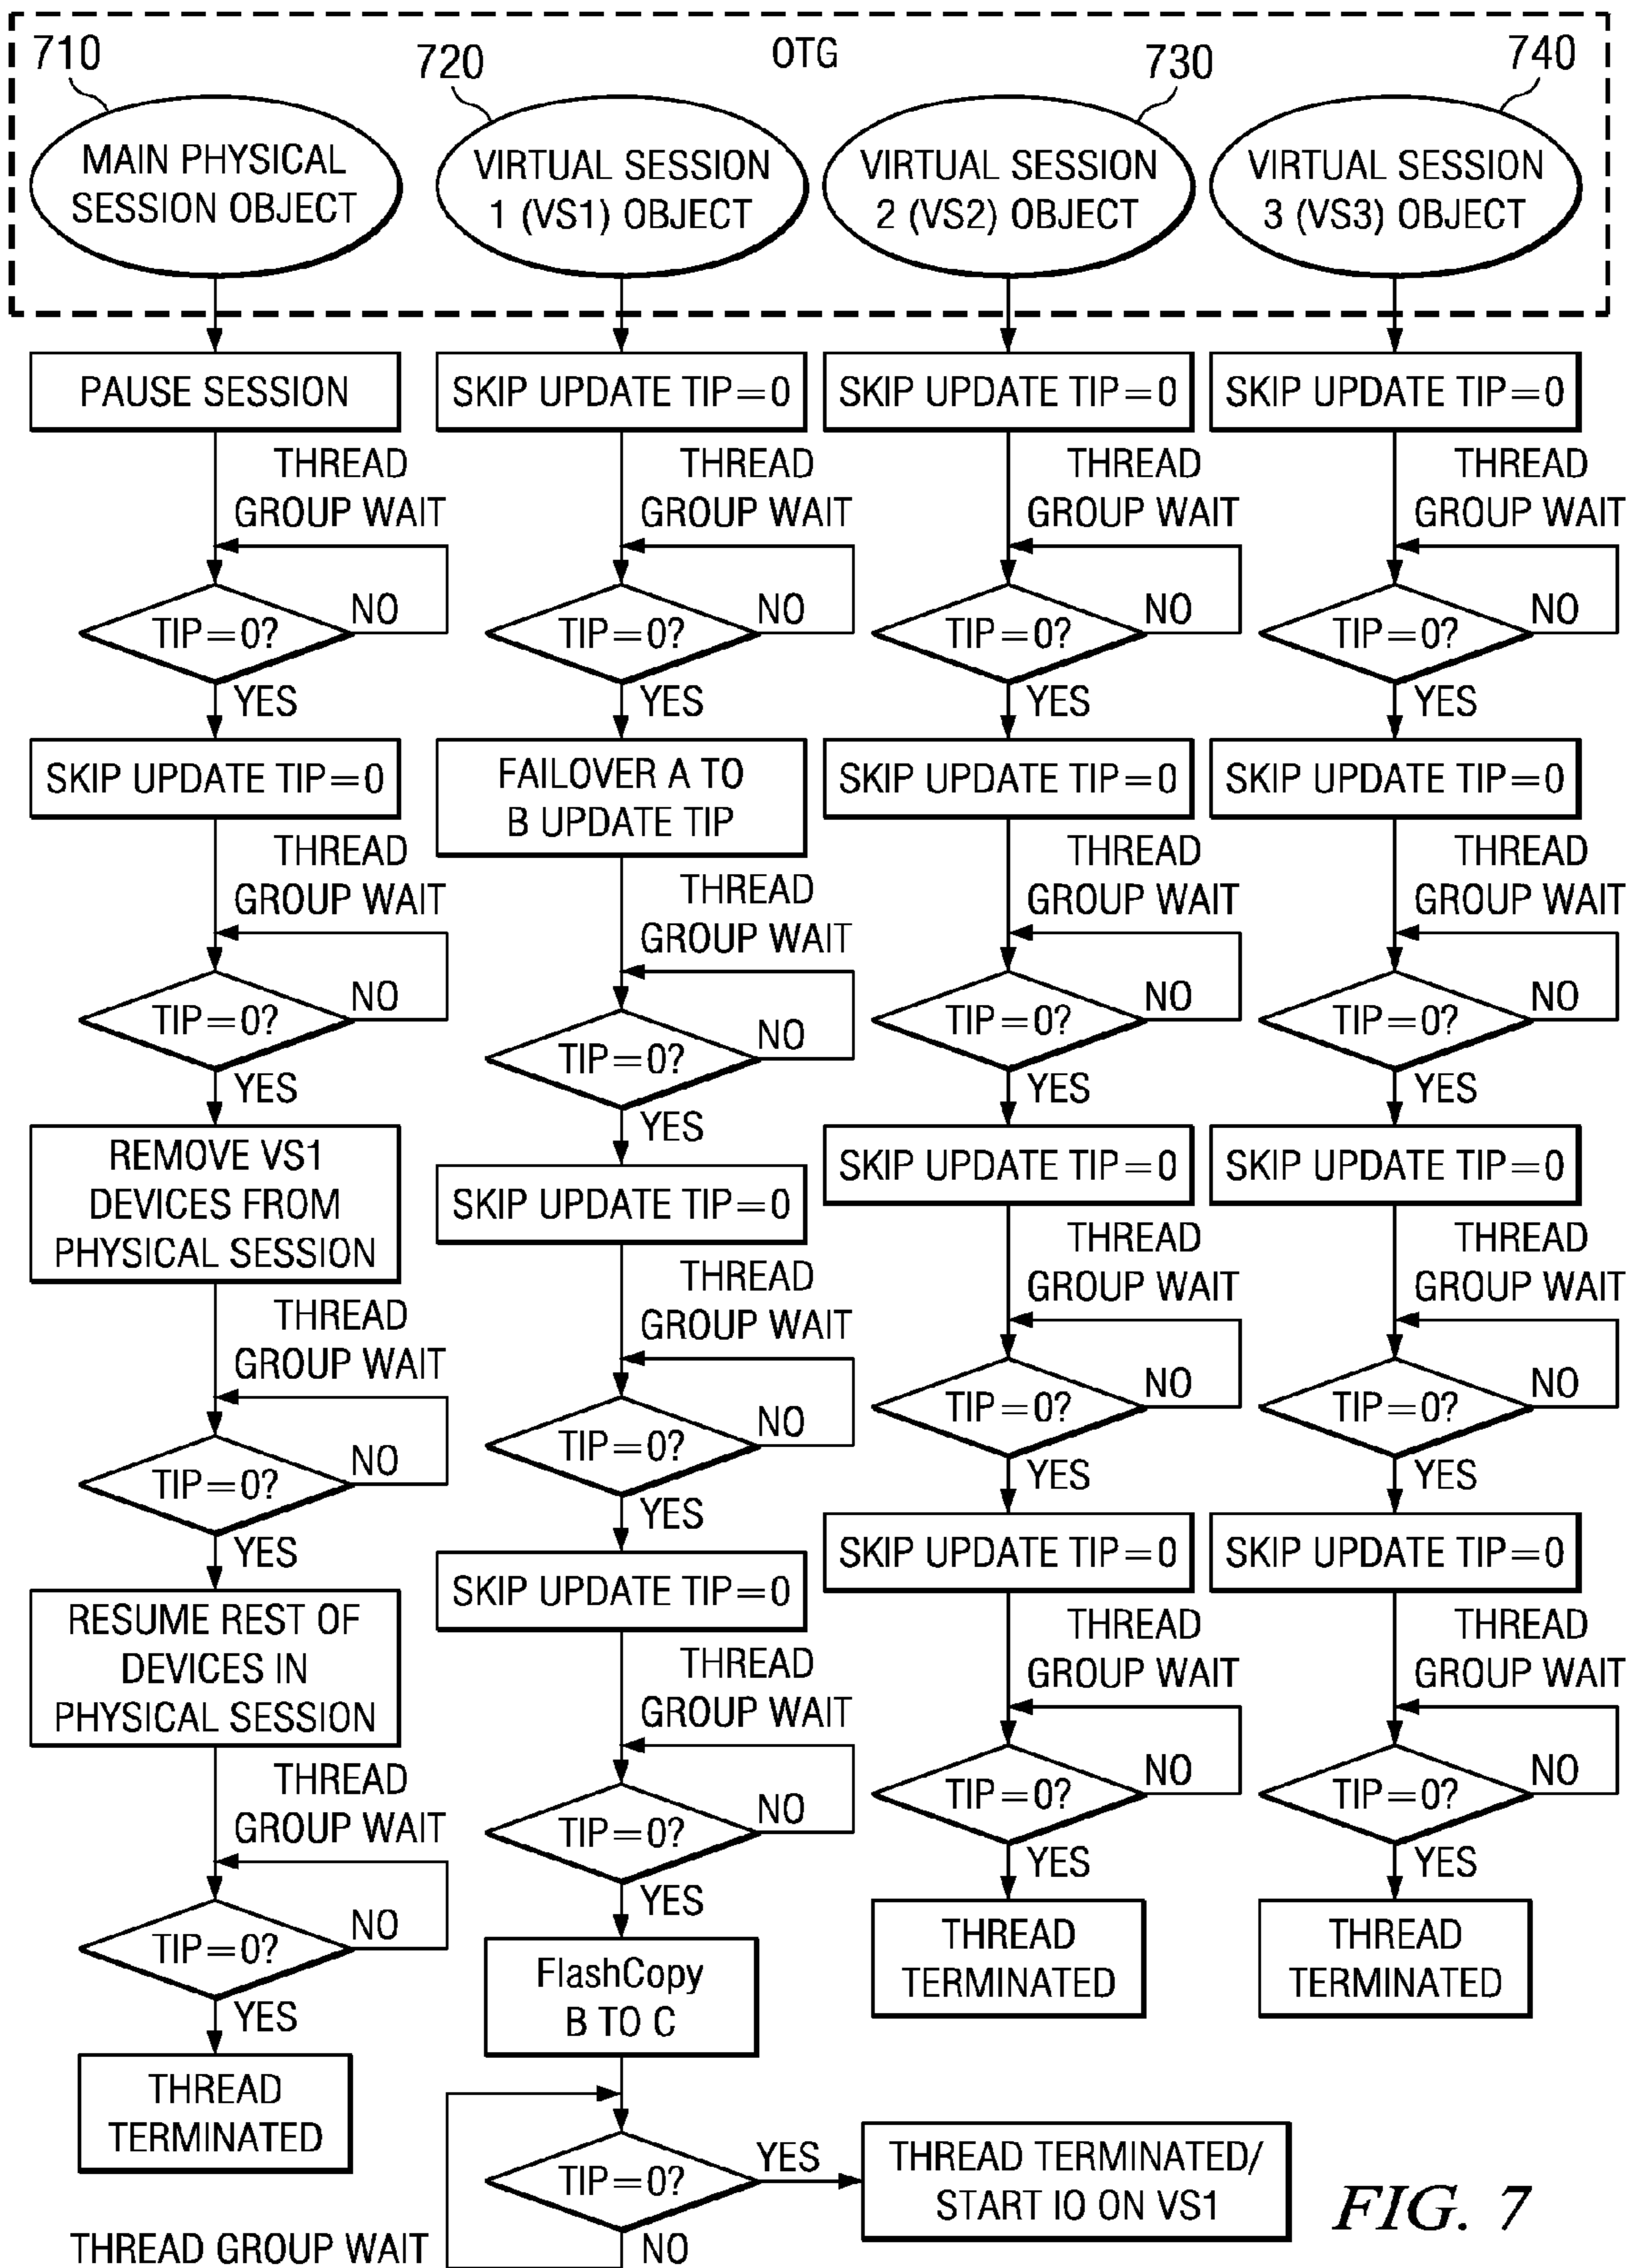 710
720
OTG
730
740
MAIN PHYSICAL
SESSION OBJECT
VIRTUAL SESSION
1 (VS1) OBJECT
VIRTUAL SESSION
2 (VS2) OBJECT
VIRTUAL SESSION
3 (VS3) OBJECT
PAUSE SESSION
THREAD
GROUP WAIT
TIP=0?
NO
YES
SKIP UPDATE TIP=0
THREAD
GROUP WAIT
TIP=0?
NO
YES
REMOVE VS1
DEVICES FROM
PHYSICAL SESSION
THREAD
GROUP WAIT
TIP=0?
NO
YES
RESUME REST OF
DEVICES IN
PHYSICAL SESSION
THREAD
GROUP WAIT
TIP=0?
NO
YES
THREAD
TERMINATED
SKIP UPDATE TIP=0
THREAD
GROUP WAIT
TIP=0?
NO
YES
FAILOVER A TO
B UPDATE TIP
THREAD
GROUP WAIT
TIP=0?
NO
YES
SKIP UPDATE TIP=0
THREAD
GROUP WAIT
TIP=0?
NO
YES
SKIP UPDATE TIP=0
THREAD
GROUP WAIT
TIP=0?
NO
YES
FlashCopy
B TO C
TIP=0?
YES
THREAD TERMINATED/
START IO ON VS1
THREAD GROUP WAIT
NO
SKIP UPDATE TIP=0
THREAD
GROUP WAIT
TIP=0?
NO
YES
SKIP UPDATE TIP=0
THREAD
GROUP WAIT
TIP=0?
NO
YES
SKIP UPDATE TIP=0
THREAD
GROUP WAIT
TIP=0?
NO
YES
SKIP UPDATE TIP=0
THREAD
GROUP WAIT
TIP=0?
NO
YES
THREAD
TERMINATED
SKIP UPDATE TIP=0
THREAD
GROUP WAIT
TIP=0?
NO
YES
SKIP UPDATE TIP=0
THREAD
GROUP WAIT
TIP=0?
NO
YES
SKIP UPDATE TIP=0
THREAD
GROUP WAIT
TIP=0?
NO
YES
SKIP UPDATE TIP=0
THREAD
GROUP WAIT
TIP=0?
NO
YES
THREAD
TERMINATED
FIG. 7